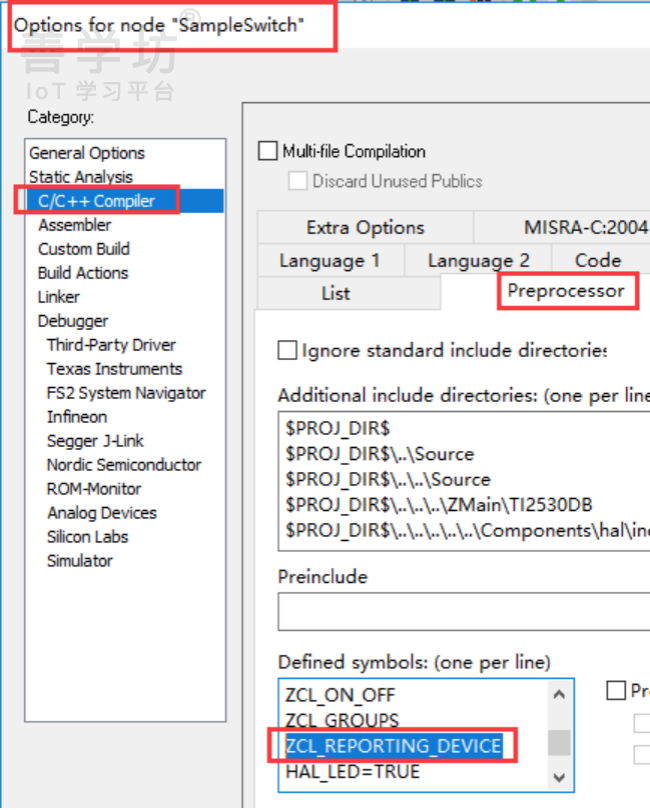 Options for node "SampleSwitch"
善学坊®
IoT 学习平台
Category:
General Options
Static Analysis
C/C++ Compiler
Assembler
Custom Build
Build Actions
Linker
Debugger
Third-Party Driver
Texas Instruments
FS2 System Navigator
Infineon
Segger J-Link
Nordic Semiconductor
ROM-Monitor
Analog Devices
Silicon Labs
Simulator
Multi-file Compilation
Discard Unused Publics
Extra Options MISRA-C:2004
Language 1 Language 2 Code
List Preprocessor
Ignore standard include directories
Additional include directories: (one per line
$PROJ_DIR$
$PROJ_DIR$\..\Source
$PROJ_DIR$\..\..\Source
$PROJ_DIR$\..\..\..\ZMain\TI2530DB
$PROJ_DIR$\..\..\..\..\..\Components\hal\inc
Preinclude
Defined symbols: (one per line)
ZCL_ON_OFF
ZCL_GROUPS
ZCL_REPORTING_DEVICE
HAL_LED=TRUE
Pr